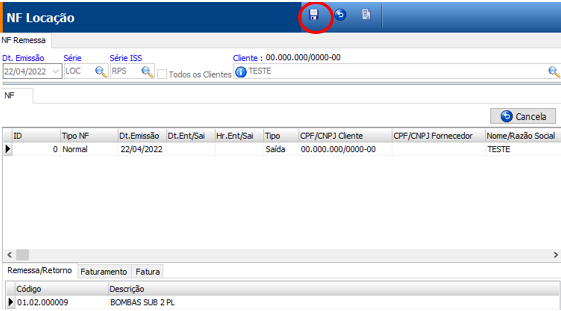 NF Locação
NF Remessa
Dt. Emissão Série Série ISS Cliente : 00.000.000/0000-00
22/04/2022 LOC RPS Todos os Clientes TESTE
NF
Cancela
ID Tipo NF Dt.Emissão Dt.Ent/Sai Hr.Ent/Sai Tipo CPF/CNPJ Cliente CPF/CNPJ Fornecedor Nome/Razão Social
0 Normal 22/04/2022 Saída 00.000.000/0000-00 TESTE
Remessa/Retorno Faturamento Fatura
Código Descrição
01.02.000009 BOMBAS SUB 2 PL